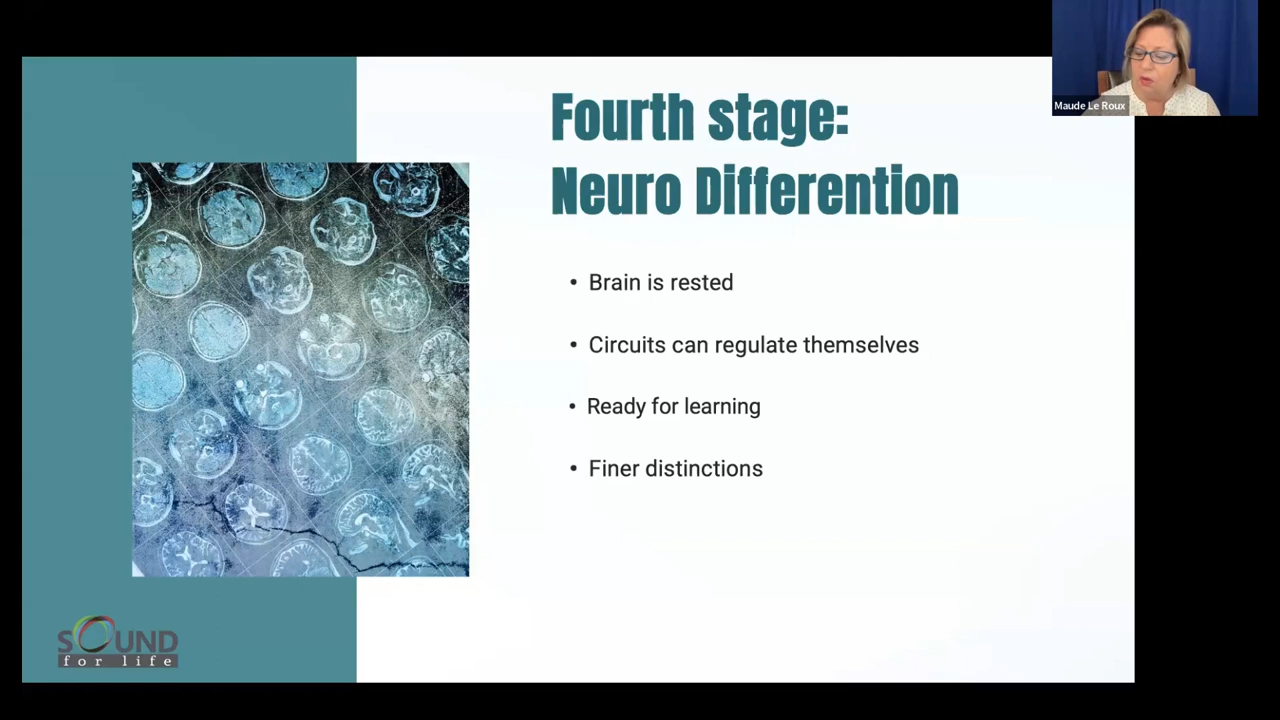 Maude Le Roux
Fourth stage:
Neuro Differention
• Brain is rested
• Circuits can regulate themselves
• Ready for learning
• Finer distinctions
SOUND
for life